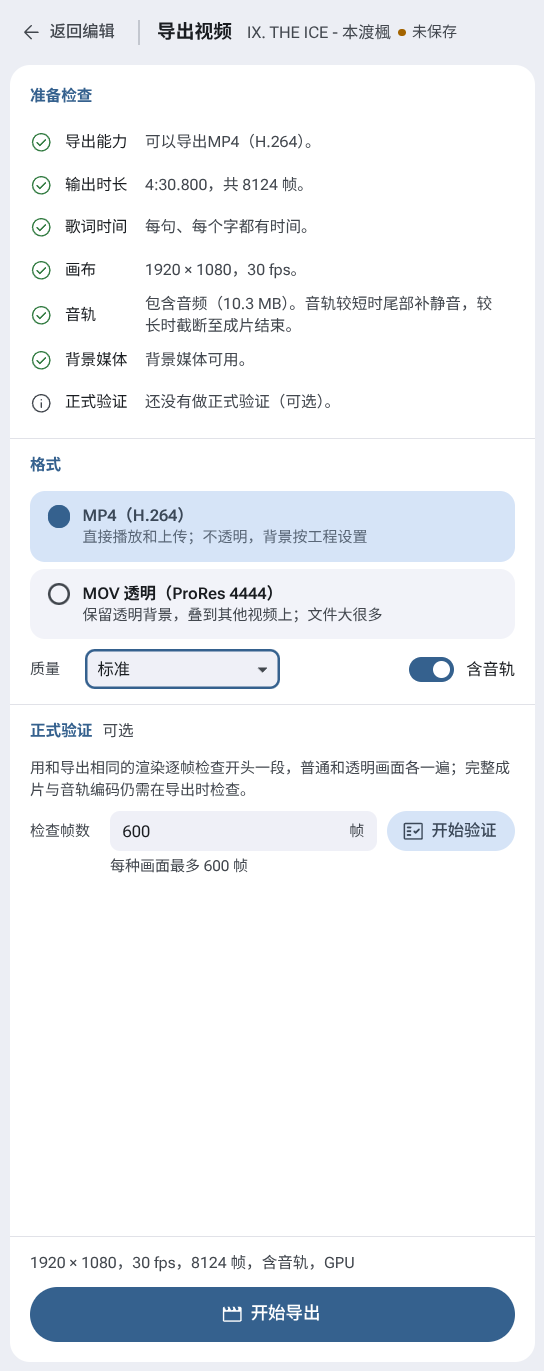 返回编辑
导出视频
IX. THE ICE - 本渡楓
未保存
准备检查
导出能力 可以导出MP4（H.264）。
输出时长 4:30.800，共 8124 帧。
歌词时间 每句、每个字都有时间。
画布 1920 × 1080，30 fps。
音轨 包含音频（10.3 MB）。音轨较短时尾部补静音，较
长时截断至成片结束。
背景媒体 背景媒体可用。
正式验证 还没有做正式验证（可选）。
格式
MP4（H.264）
直接播放和上传；不透明，背景按工程设置
MOV 透明（ProRes 4444）
保留透明背景，叠到其他视频上；文件大很多
质量 标准 含音轨
正式验证 可选
用和导出相同的渲染逐帧检查开头一段，普通和透明画面各一遍；完整成
片与音轨编码仍需在导出时检查。
检查帧数 600 帧 开始验证
每种画面最多 600 帧
1920 × 1080，30 fps，8124 帧，含音轨，GPU
开始导出